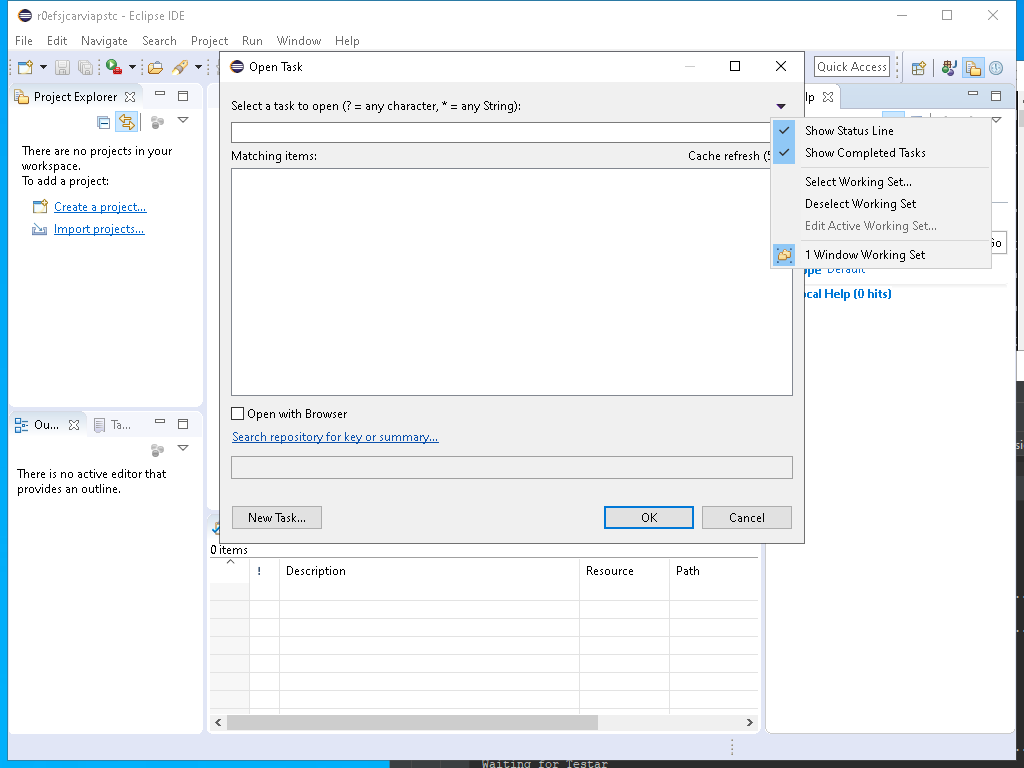 r0efsjcarviapstc - Eclipse IDE
File Edit Navigate Search Project Run Window Help
Quick Access
Open Task
Project Explorer
There are no projects in your
workspace.
To add a project:
Create a project...
Import projects...
Select a task to open (? = any character, * = any String):
Matching items:
Cache refresh
Show Status Line
Show Completed Tasks
Select Working Set...
Deselect Working Set
Edit Active Working Set...
1 Window Working Set
Default
cal Help (0 hits)
Open with Browser
Search repository for key or summary...
New Task...
OK
Cancel
Ou...
Ta...
There is no active editor that
provides an outline.
0 items
! Description Resource Path
Waiting for Testar